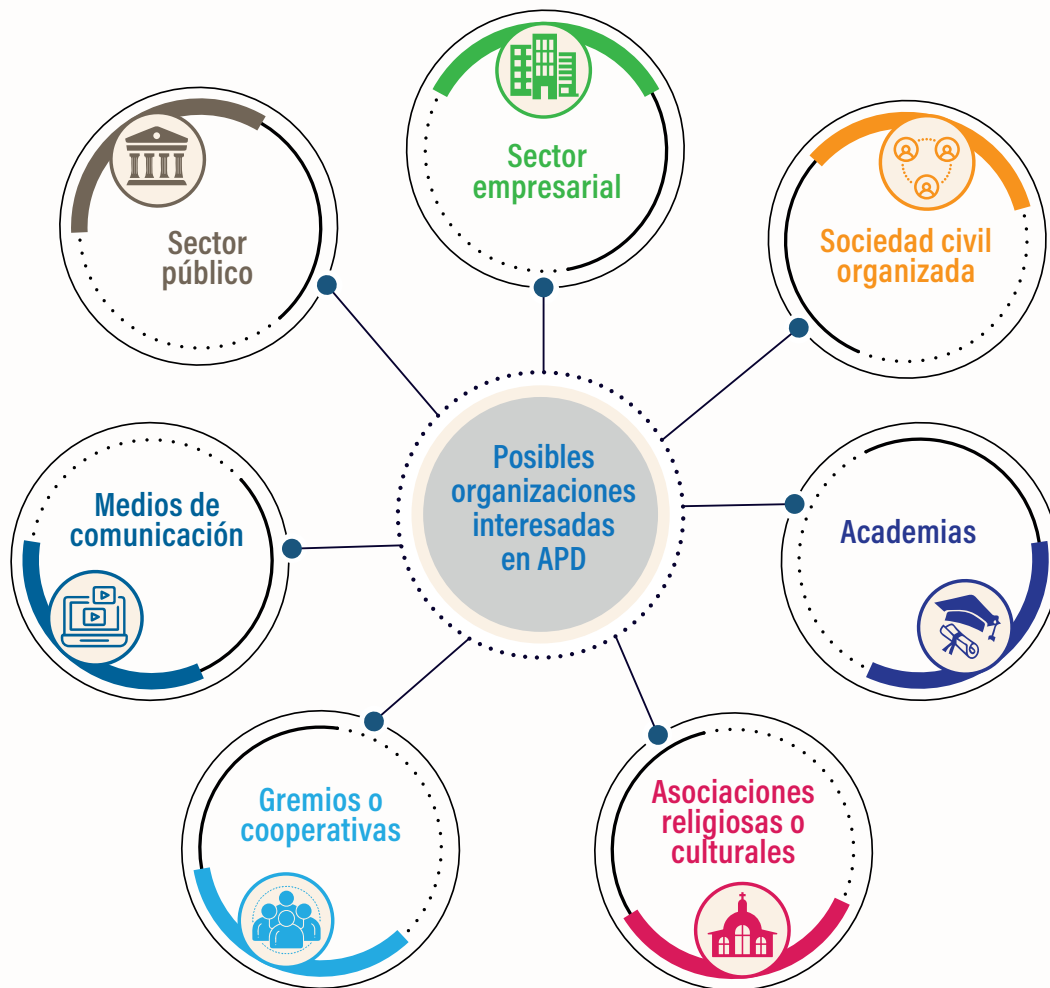 Sector
empresarial
Sector
público
Sociedad civil
organizada
Posibles
organizaciones
interesadas
en APD
Medios de
comunicación
Academias
Gremios o
cooperativas
Asociaciones
religiosas o
culturales